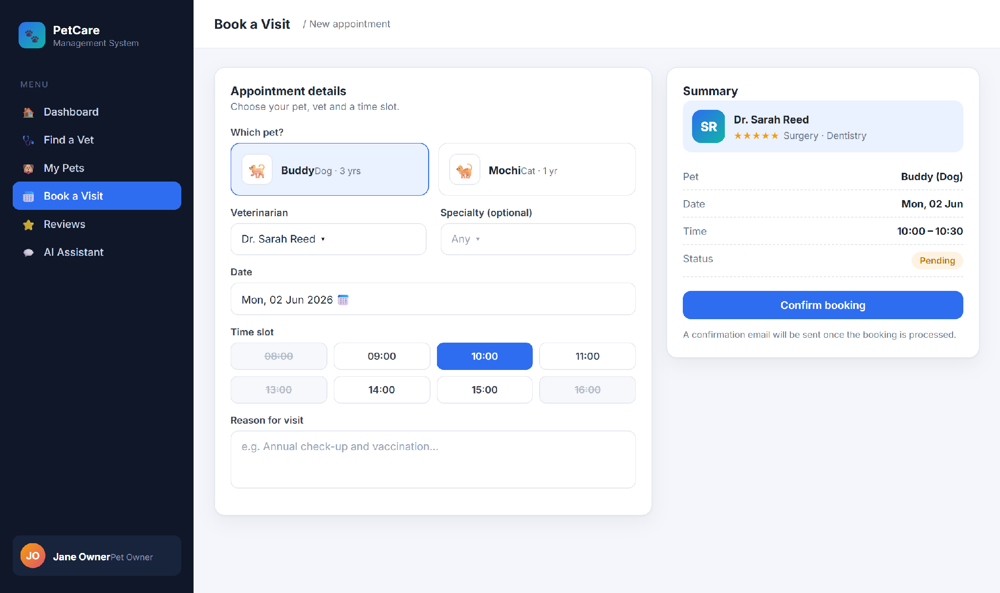 PetCare
Management System
MENU
Dashboard
Find a Vet
My Pets
Book a Visit
Reviews
AI Assistant
JO
Jane OwnerPet Owner
Book a Visit / New appointment
Appointment details
Choose your pet, vet and a time slot.
Which pet?
BuddyDog · 3 yrs
MochiCat · 1 yr
Veterinarian
Dr. Sarah Reed ▾
Specialty (optional)
Any ▾
Date
Mon, 02 Jun 2026
Time slot
08:00 09:00 10:00 11:00
13:00 14:00 15:00 16:00
Reason for visit
e.g. Annual check-up and vaccination...
Summary
SR
Dr. Sarah Reed
★★★★★ Surgery · Dentistry
Pet Buddy (Dog)
Date Mon, 02 Jun
Time 10:00 – 10:30
Status Pending
Confirm booking
A confirmation email will be sent once the booking is processed.